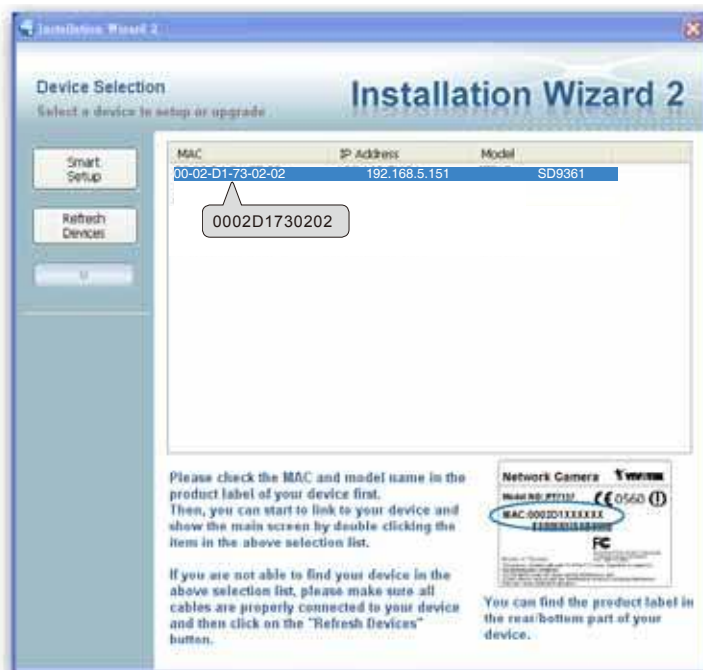 Installation Wizard 2
Device Selection
Select a device to setup or upgrade
Installation Wizard 2
Smart
Setup
Refresh
Devices
MAC IP Address Model
00-02-D1-73-02-02 192.168.5.151 SD9361
0002D1730202
Please check the MAC and model name in the
product label of your device first.
Then, you can start to link to your device and
show the main screen by double clicking the
item in the above selection list.
If you are not able to find your device in the
above selection list, please make sure all
cables are properly connected to your device
and then click on the "Refresh Devices"
button.
Network Camera VIVOTEK
CE 0560
MAC:0002D1XXXXXX
FC
You can find the product label in
the rear/bottom part of your
device.